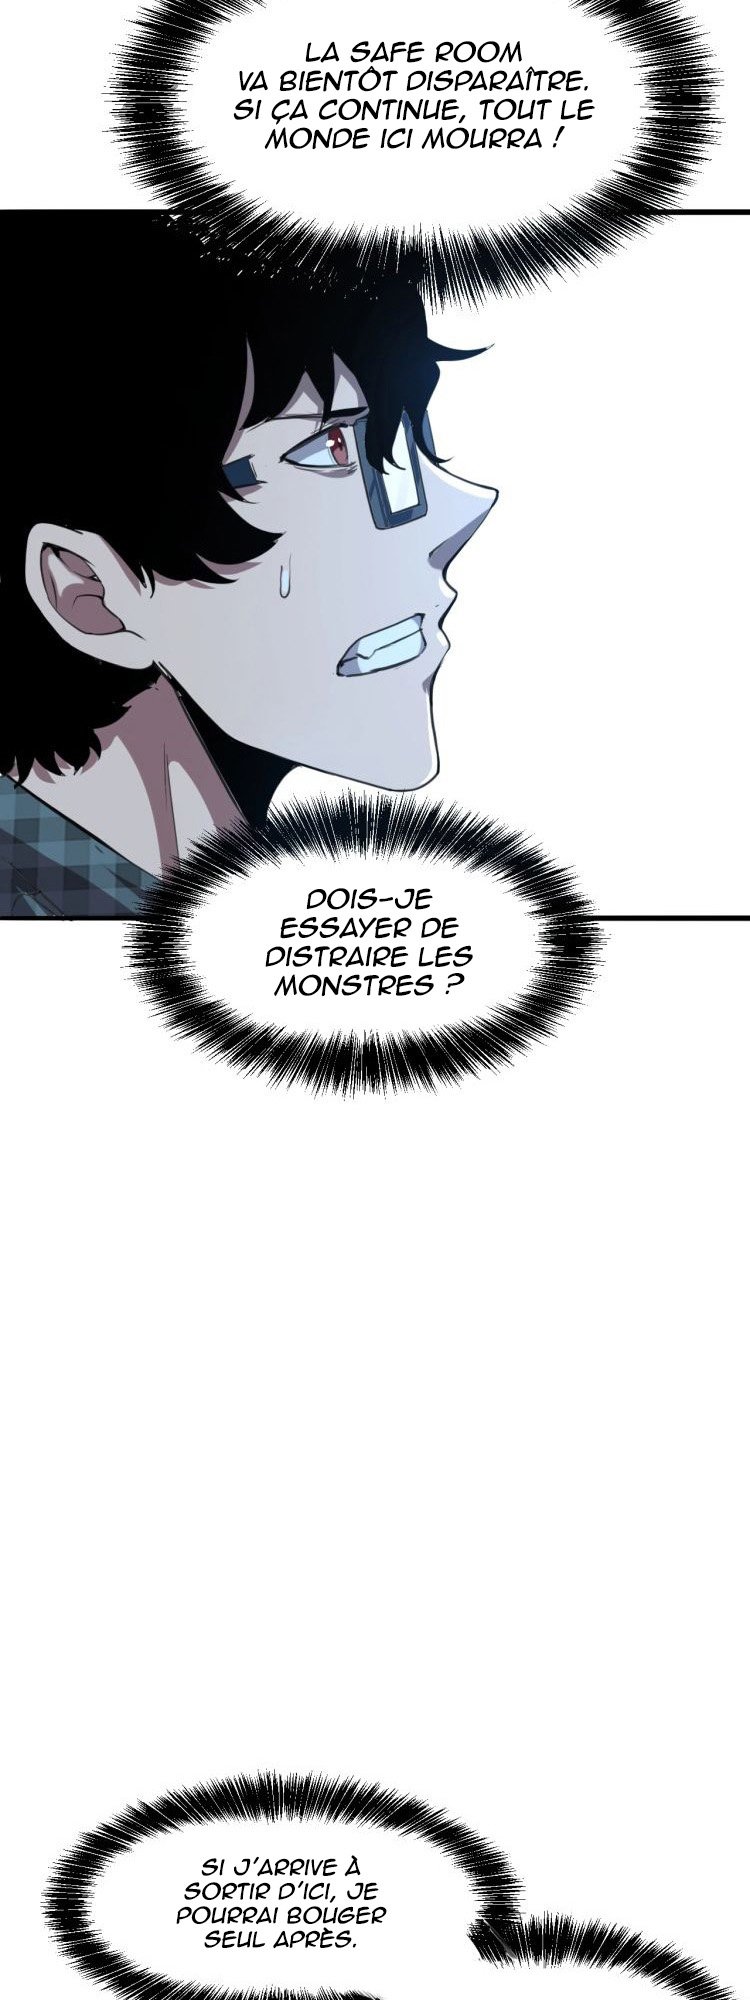 LA SAFE ROOM
VA BIENTÔT DISPARAÎTRE.
SI ÇA CONTINUE, TOUT LE
MONDE ICI MOURRA !
DOIS-JE
ESSAYER DE
DISTRAIRE LES
MONSTRES ?
SI J'ARRIVE À
SORTIR D'ICI, JE
POURRAI BOUGER
SEUL APRÈS.